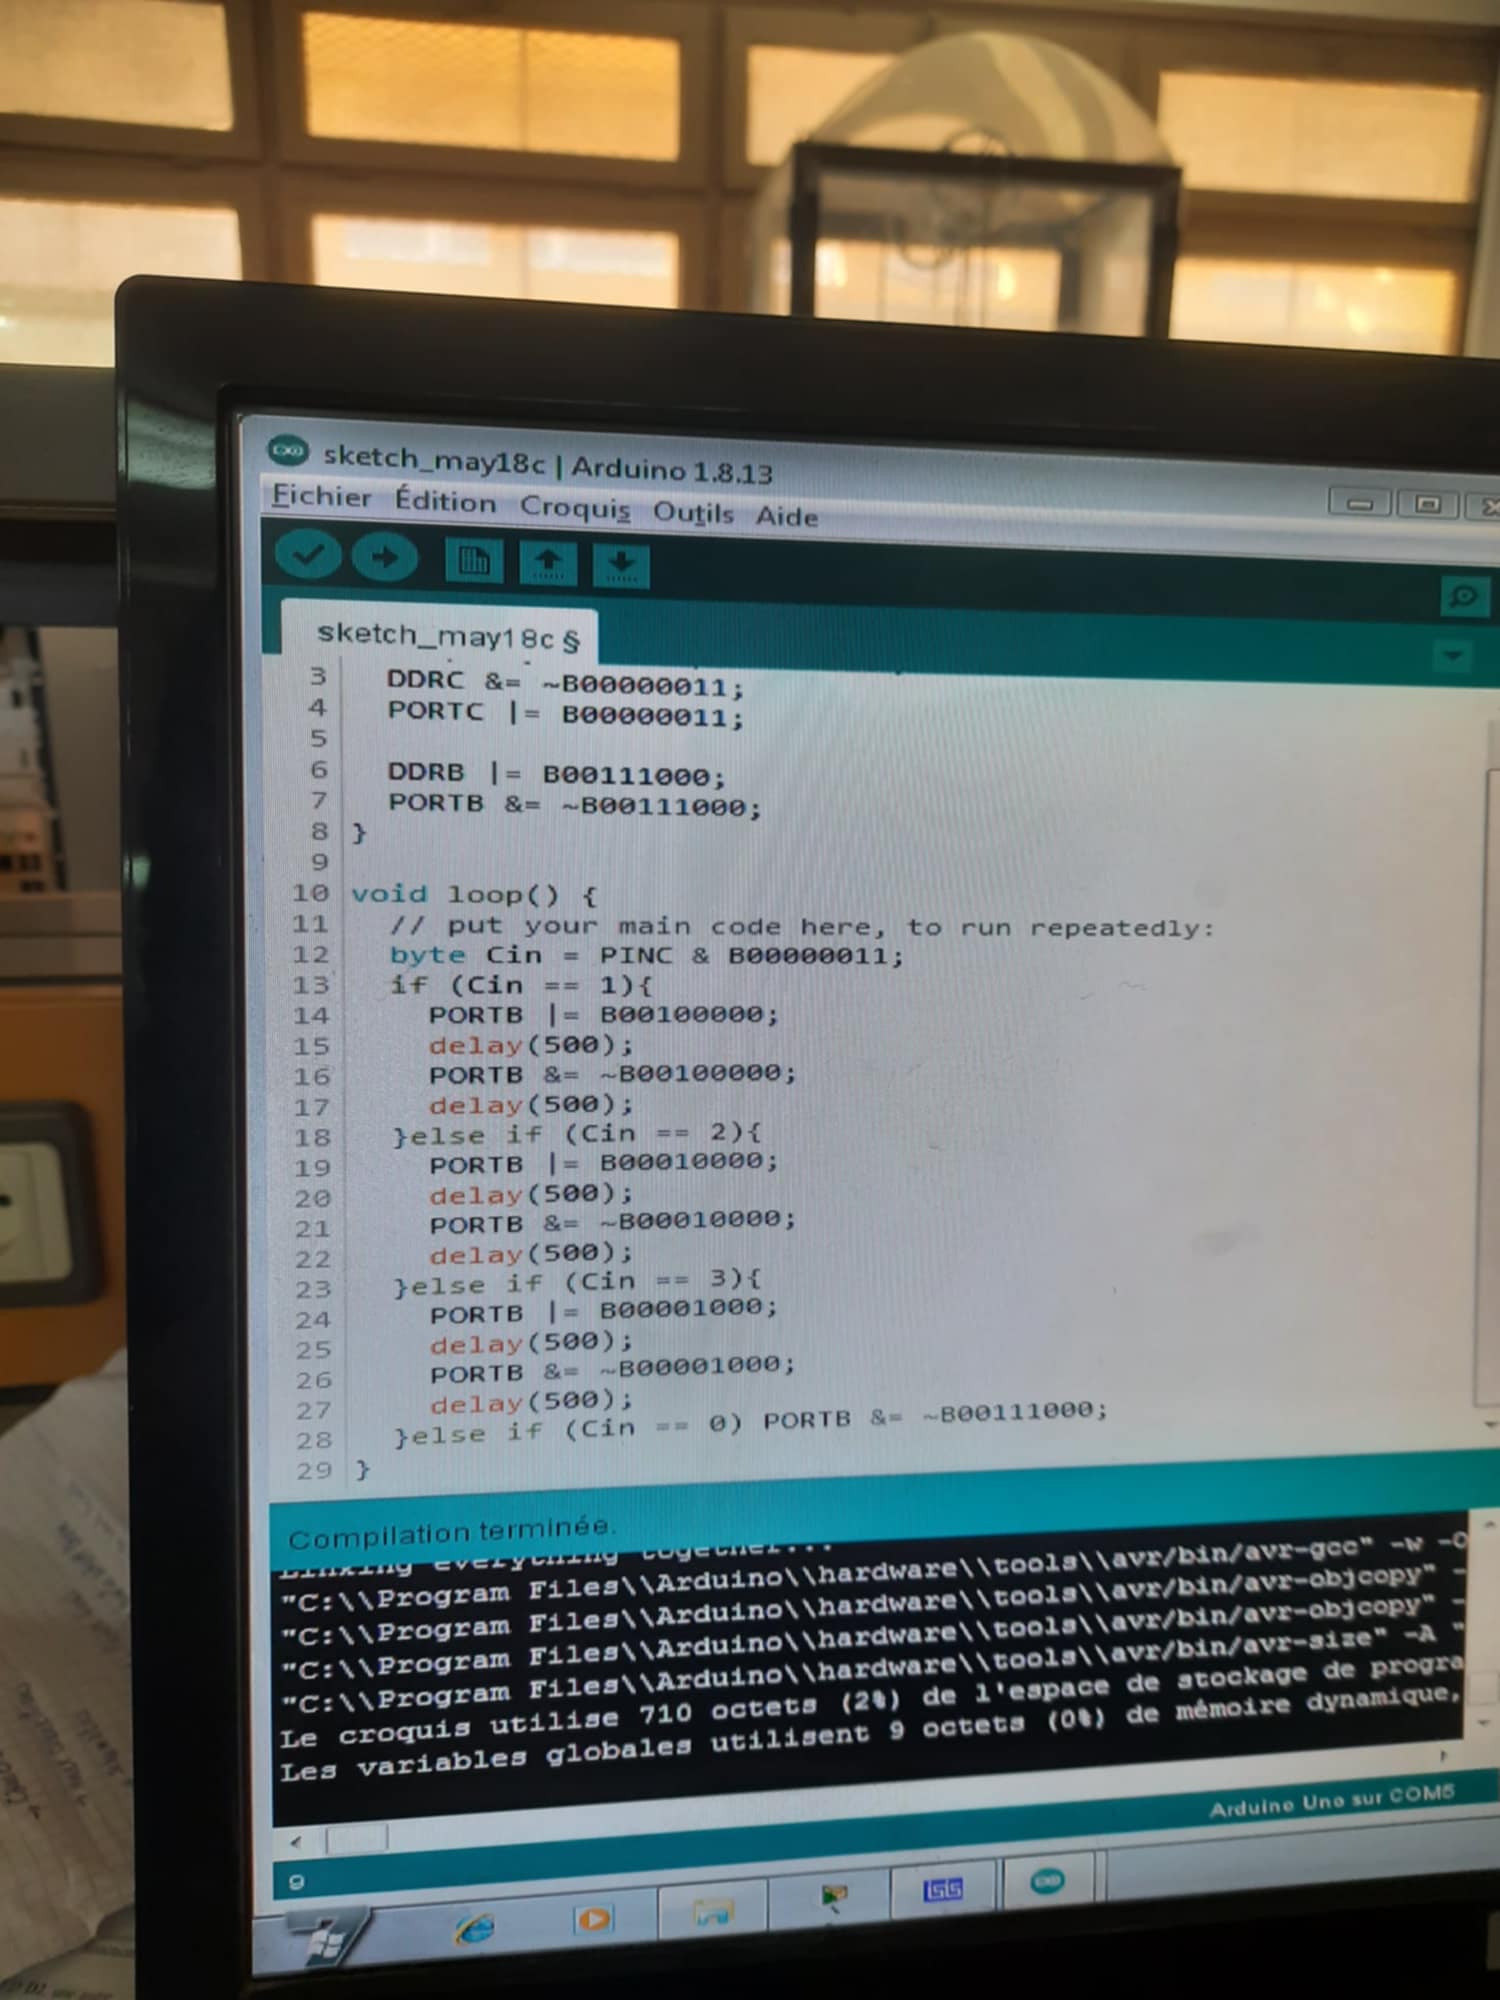 sketch_may18c | Arduino 1.8.13
Fichier Édition Croquis Outils Aide
sketch_may18c §
3 DDRC &= ~B00000011;
4 PORTC |= B00000011;
5
6 DDRB |= B00111000;
7 PORTB &= ~B00111000;
8 }
9
10 void loop() {
11 // put your main code here, to run repeatedly:
12 byte Cin = PINC & B00000011;
13 if (Cin == 1){
14 PORTB |= B00100000;
15 delay(500);
16 PORTB &= ~B00100000;
17 delay(500);
18 }else if (Cin == 2){
19 PORTB |= B00010000;
20 delay(500);
21 PORTB &= ~B00010000;
22 delay(500);
23 }else if (Cin == 3){
24 PORTB |= B00001000;
25 delay(500);
26 PORTB &= ~B00001000;
27 delay(500);
28 }else if (Cin == 0) PORTB &= ~B00111000;
29 }
Compilation terminée.
Linking everything together...
"C:\\Program Files\\Arduino\\hardware\\tools\\avr/bin/avr-gcc" -w -O
"C:\\Program Files\\Arduino\\hardware\\tools\\avr/bin/avr-objcopy" -
"C:\\Program Files\\Arduino\\hardware\\tools\\avr/bin/avr-objcopy" -
"C:\\Program Files\\Arduino\\hardware\\tools\\avr/bin/avr-size" -A "
Le croquis utilise 710 octets (2%) de l'espace de stockage de progra
Les variables globales utilisent 9 octets (0%) de mémoire dynamique,
Arduino Uno sur COM5
9
ISIS